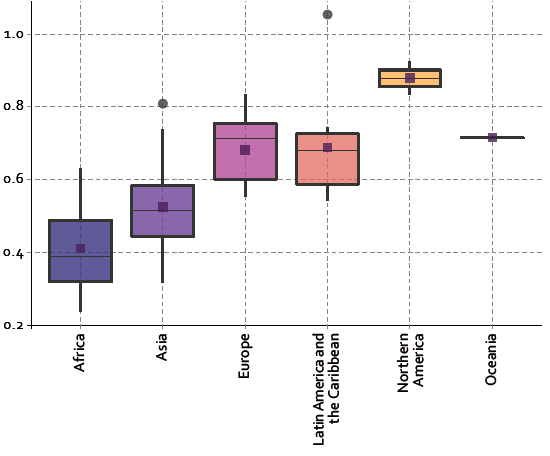 1.0
0.8
0.6
0.4
0.2
Africa
Asia
Europe
Latin America and
the Caribbean
Northern
America
Oceania